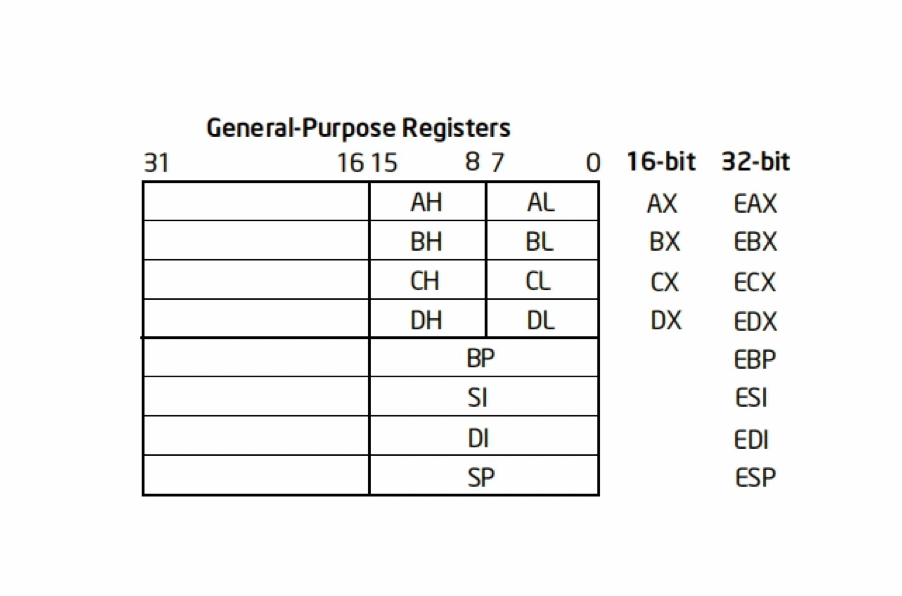 General-Purpose Registers
31 16 15 8 7 0 16-bit 32-bit
AH AL AX EAX
BH BL BX EBX
CH CL CX ECX
DH DL DX EDX
BP EBP
SI ESI
DI EDI
SP ESP